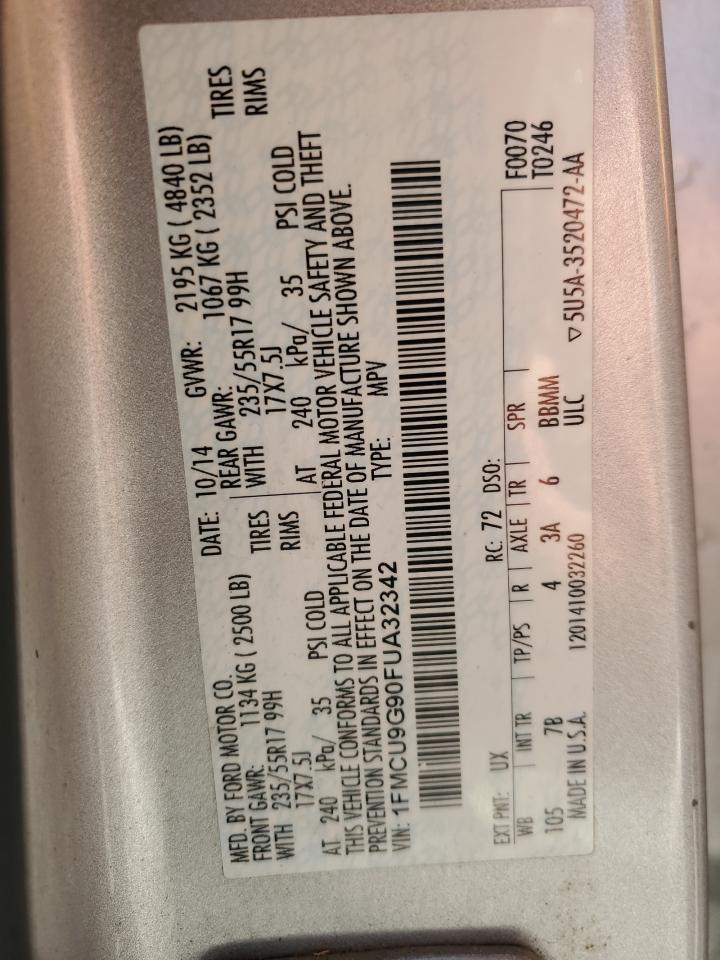 MFD. BY FORD MOTOR CO. DATE: 10/14 GVWR: 2195 KG ( 4840 LB)
FRONT GAWR: 1134 KG ( 2500 LB) REAR GAWR: 1067 KG ( 2352 LB)
WITH 235/55R17 99H TIRES WITH 235/55R17 99H TIRES
17X7.5J RIMS 17X7.5J RIMS
AT 240 kPa/ 35 PSI COLD AT 240 kPa/ 35 PSI COLD
THIS VEHICLE CONFORMS TO ALL APPLICABLE FEDERAL MOTOR VEHICLE SAFETY AND THEFT
PREVENTION STANDARDS IN EFFECT ON THE DATE OF MANUFACTURE SHOWN ABOVE.
VIN: 1FMCU9G90FUA32342 TYPE: MPV
EXT PNT: UX RC: 72 DSO: F0070
WB INT TR TP/PS R AXLE TR SPR T0246
105 7B 4 3A 6 BBMM
MADE IN U.S.A. 1201410032260 ULC ▽5U5A-3520472-AA